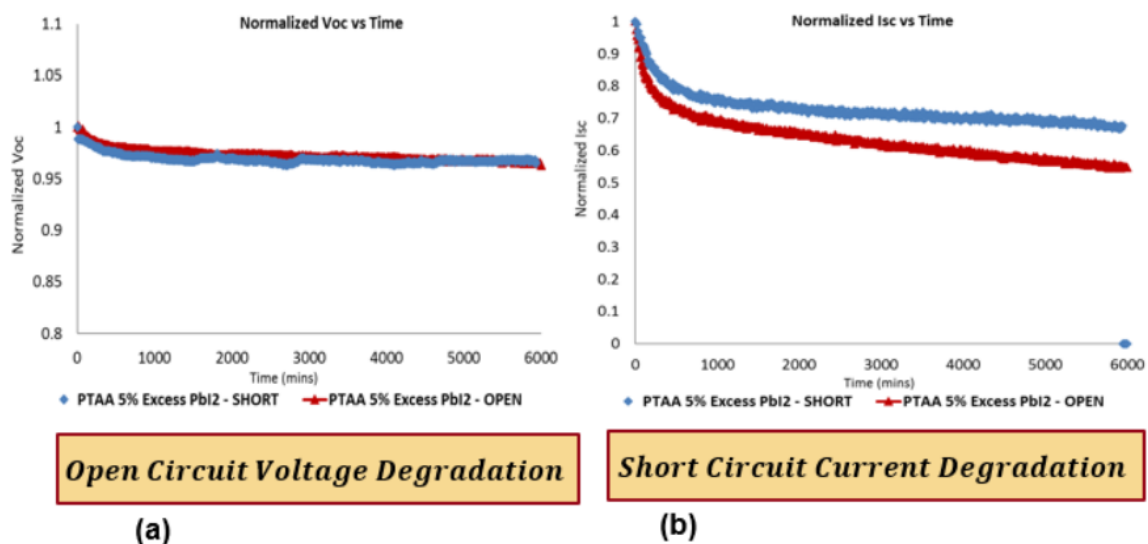 Normalized Voc vs Time
1.1
1.05
1
0.95
0.9
0.85
0.8
Normalized Voc
0 1000 2000 3000 4000 5000 6000
Time (mins)
PTAA 5% Excess PbI2 - SHORT PTAA 5% Excess PbI2 - OPEN
Open Circuit Voltage Degradation
(a)
Normalized Isc vs Time
1
0.9
0.8
0.7
0.6
0.5
0.4
0.3
0.2
0.1
0
Normalized Isc
0 1000 2000 3000 4000 5000 6000
Time (mins)
PTAA 5% Excess PbI2 - SHORT PTAA 5% Excess PbI2 - OPEN
Short Circuit Current Degradation
(b)